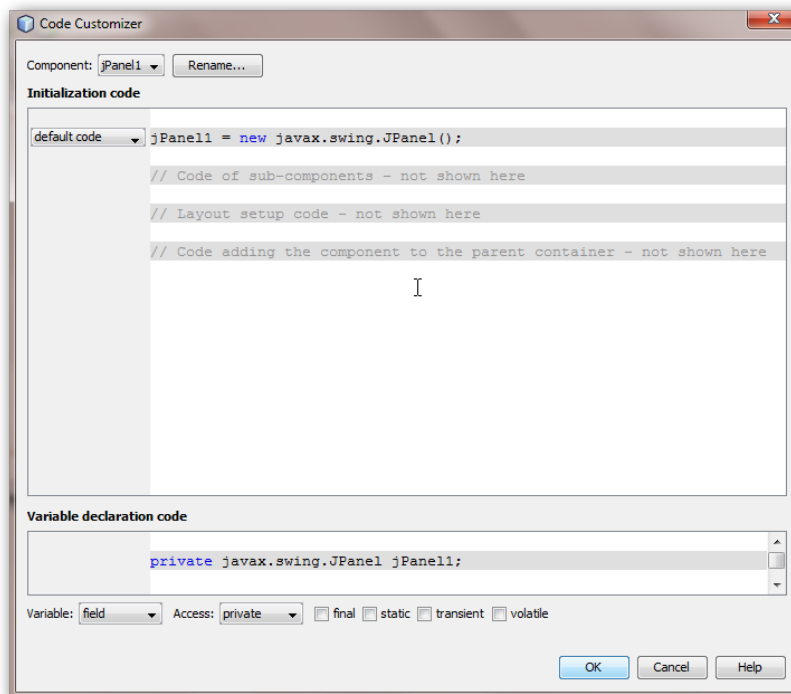 Code Customizer
Component: jPanel1 Rename...
Initialization code
default code jPanel1 = new javax.swing.JPanel();
// Code of sub-components - not shown here
// Layout setup code - not shown here
// Code adding the component to the parent container - not shown here
Variable declaration code
private javax.swing.JPanel jPanel1;
Variable: field Access: private final static transient volatile
OK Cancel Help